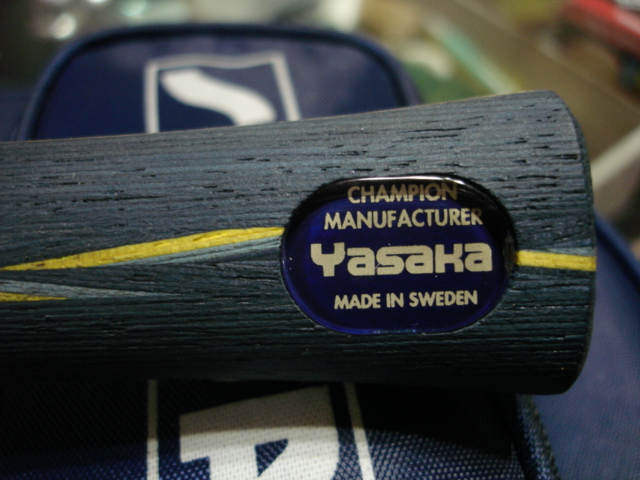 CHAMPION
MANUFACTURER
Yasaka
MADE IN SWEDEN